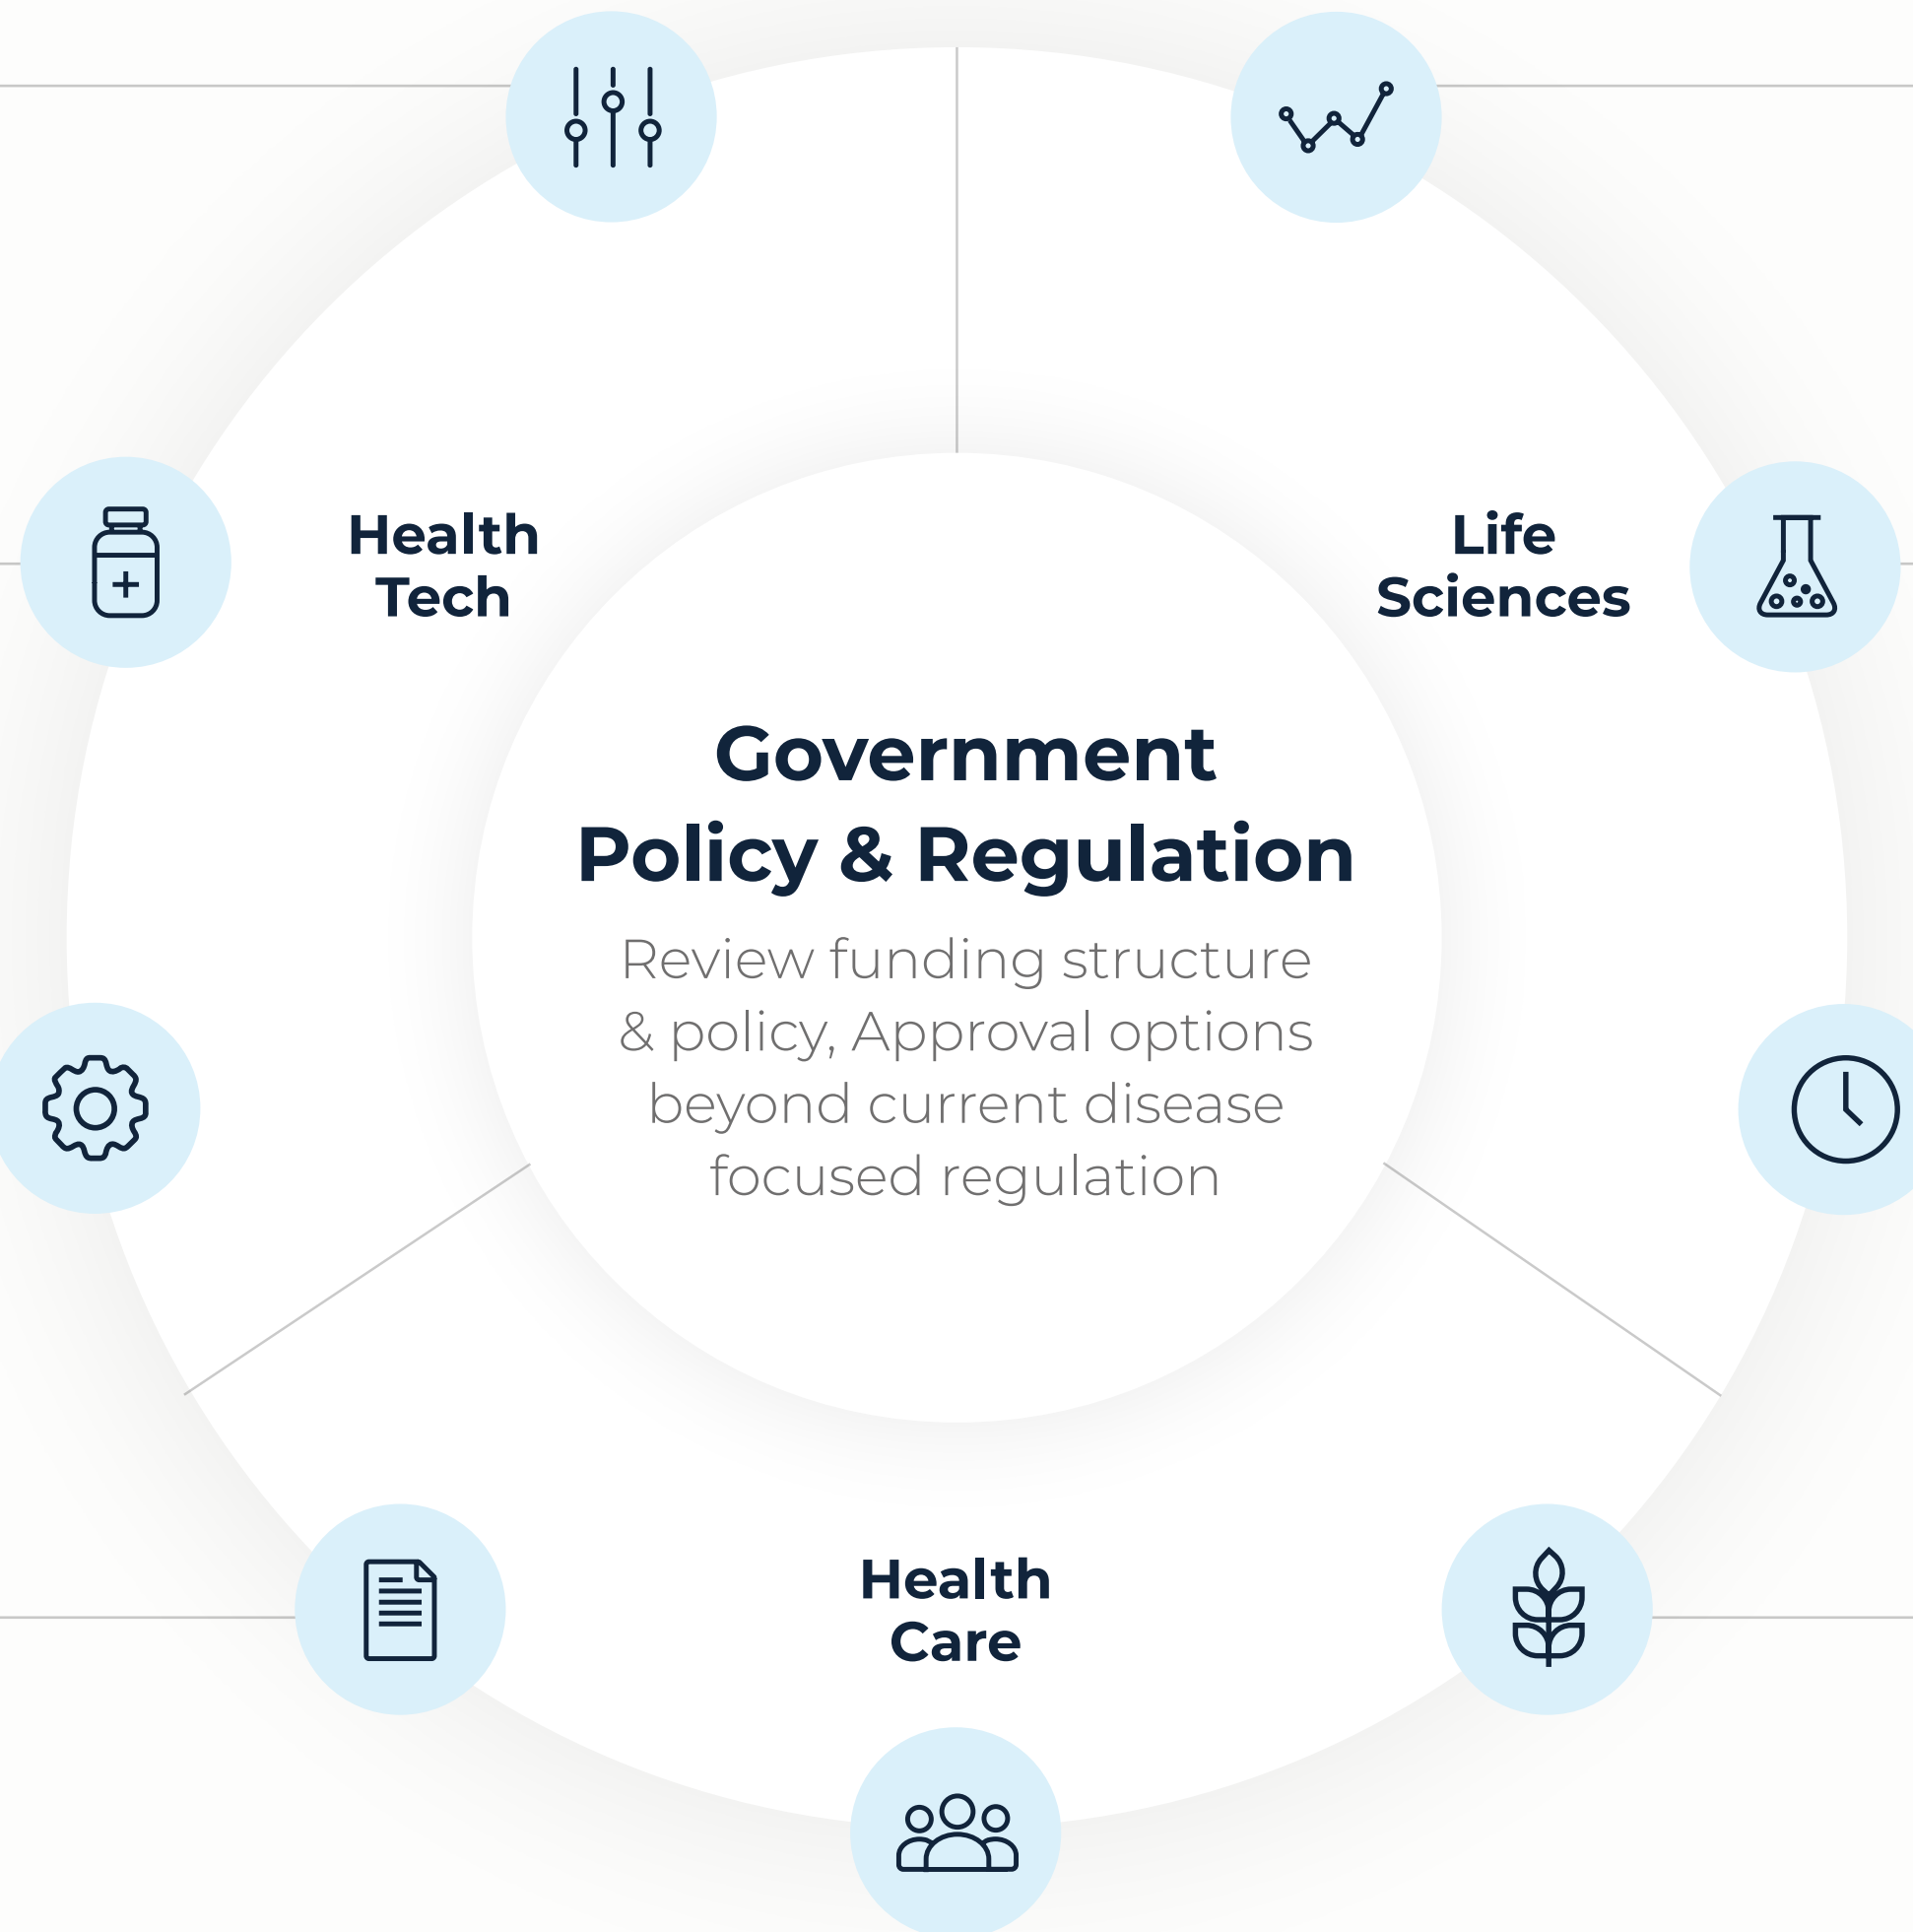 Health
Tech
Life
Sciences
Government
Policy & Regulation
Review funding structure
& policy, Approval options
beyond current disease
focused regulation
Health
Care